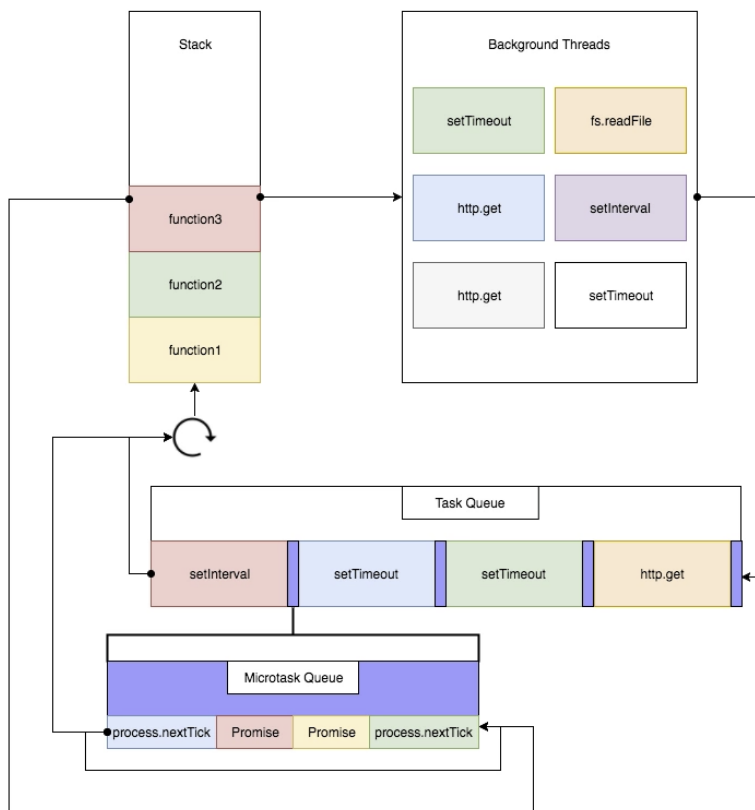 Stack
Background Threads
setTimeout
fs.readFile
http.get
setInterval
http.get
setTimeout
function3
function2
function1
Task Queue
setInterval
setTimeout
setTimeout
http.get
Microtask Queue
process.nextTick
Promise
Promise
process.nextTick